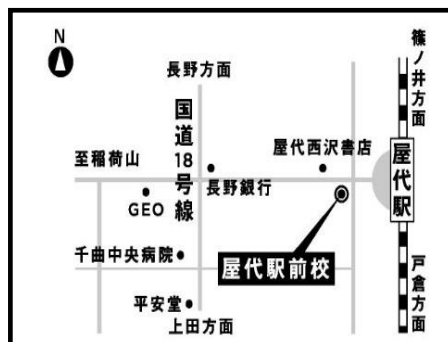 N
長野方面
篠ノ井方面
国道18号線
屋代西沢書店
至稲荷山
長野銀行
屋代駅
GEO
千曲中央病院
屋代駅前校
戸倉方面
平安堂
上田方面